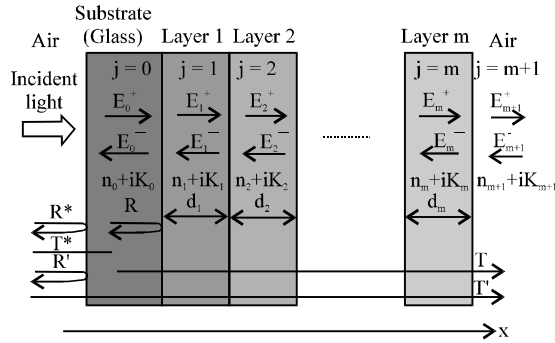 Substrate
Air (Glass) Layer 1 Layer 2 Layer m Air
j = 0 j = 1 j = 2 j = m j = m+1
Incident
light
E₀⁺ E₁⁺ E₂⁺ Eₘ⁺ Eₘ₊₁⁺
E₀⁻ E₁⁻ E₂⁻ ........... Eₘ⁻ Eₘ₊₁⁻
n₀+iK₀ n₁+iK₁ n₂+iK₂ nₘ+iKₘ nₘ₊₁+iKₘ₊₁
R* R d₁ d₂ dₘ
T*
R' T
T'
x